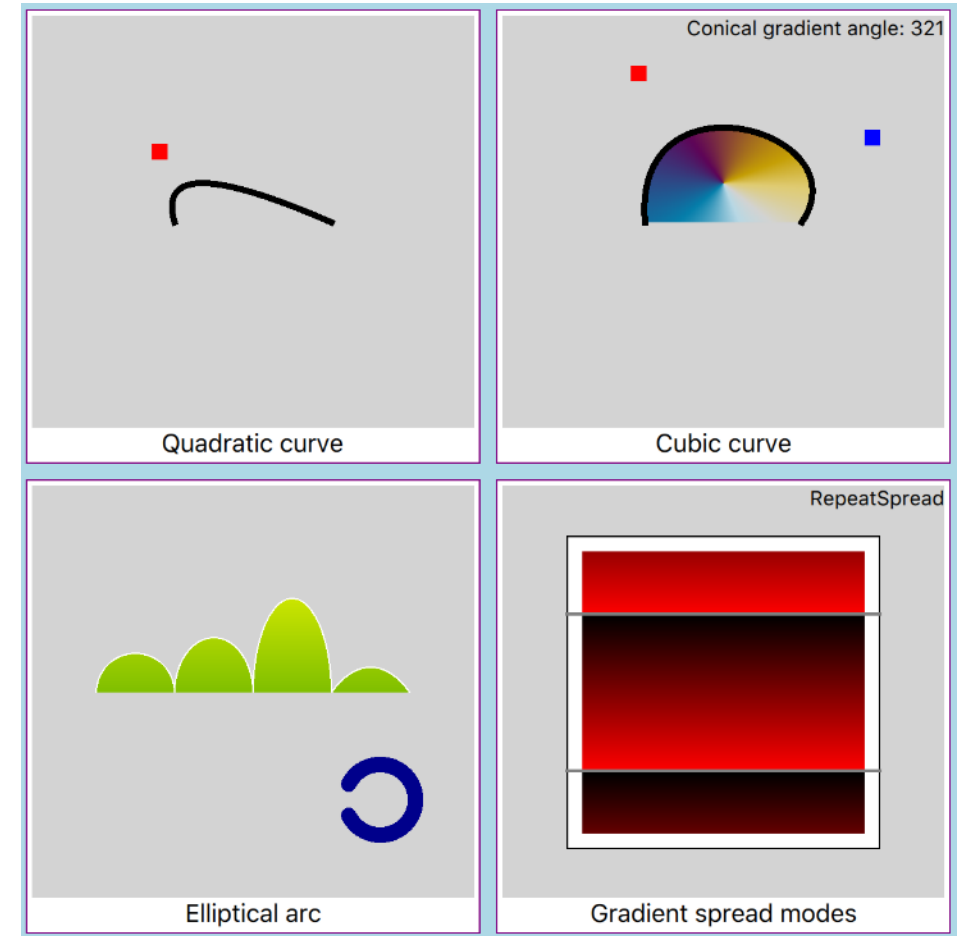 Conical gradient angle: 321
Quadratic curve
Cubic curve
RepeatSpread
Elliptical arc
Gradient spread modes